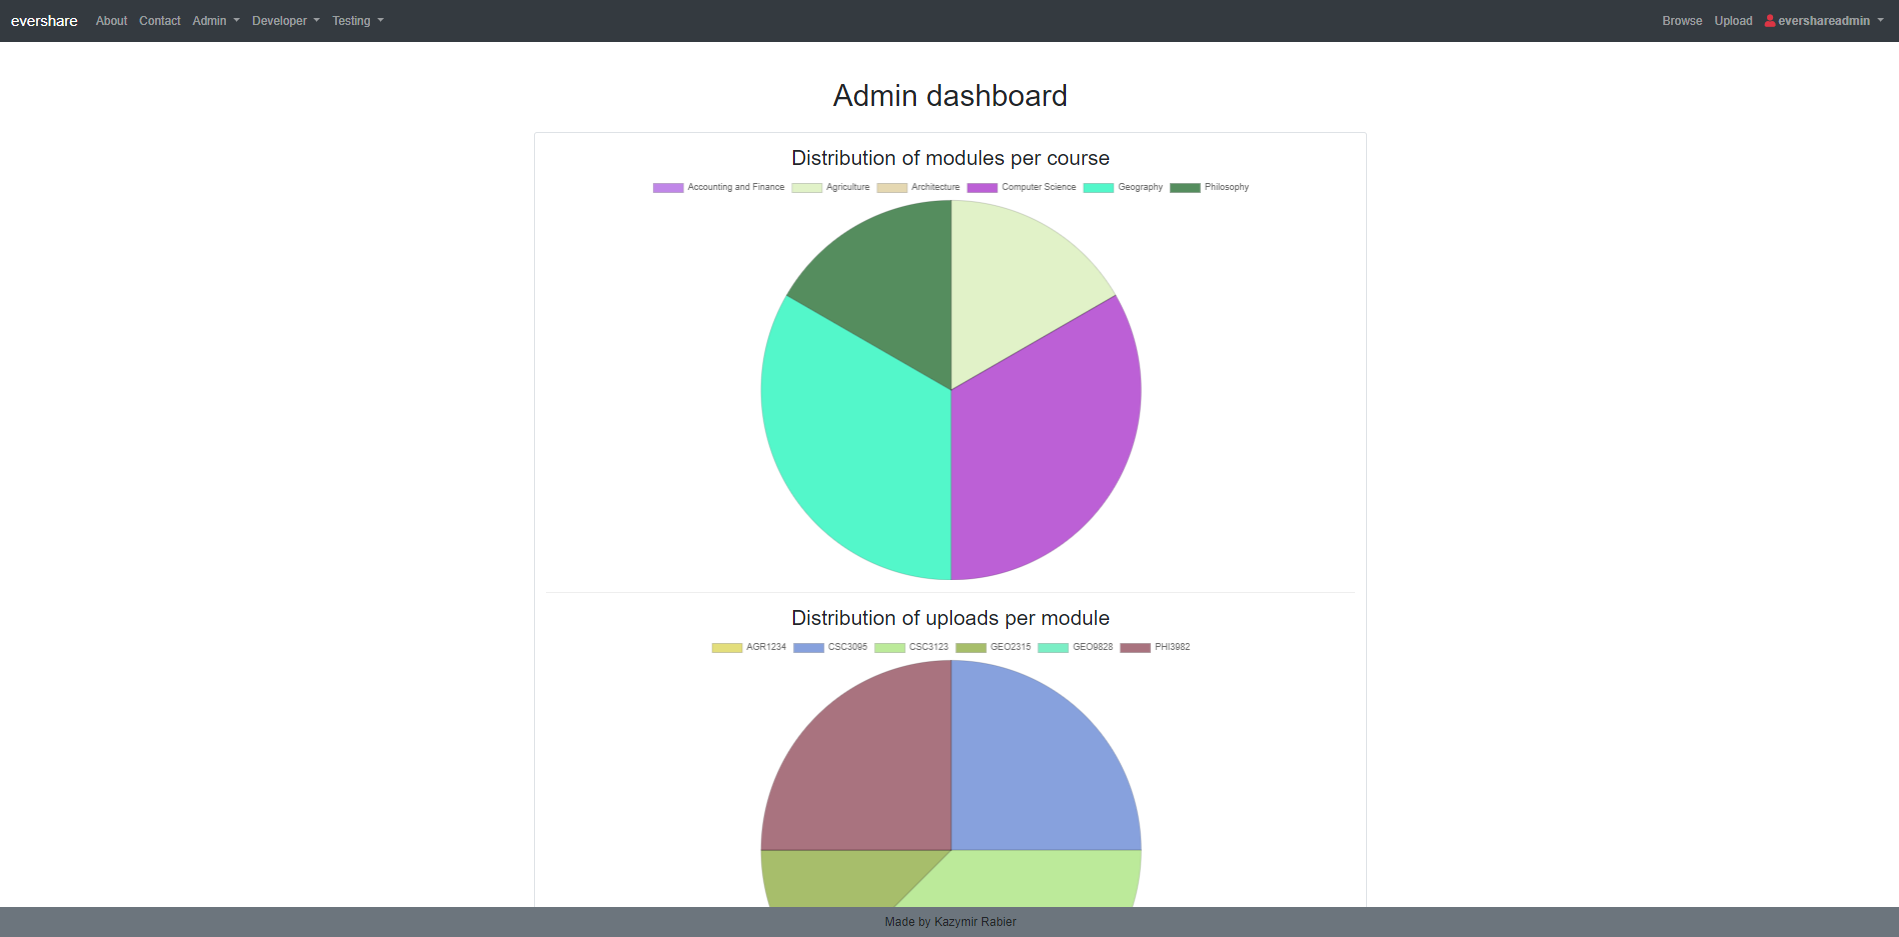 evershare About Contact Admin Developer Testing Browse Upload evershareadmin
Admin dashboard
Distribution of modules per course
Accounting and Finance Agriculture Architecture Computer Science Geography Philosophy
Distribution of uploads per module
AGR1234 CSC3095 CSC3123 GEO2315 GEO9828 PHI3982
Made by Kazymir Rabier